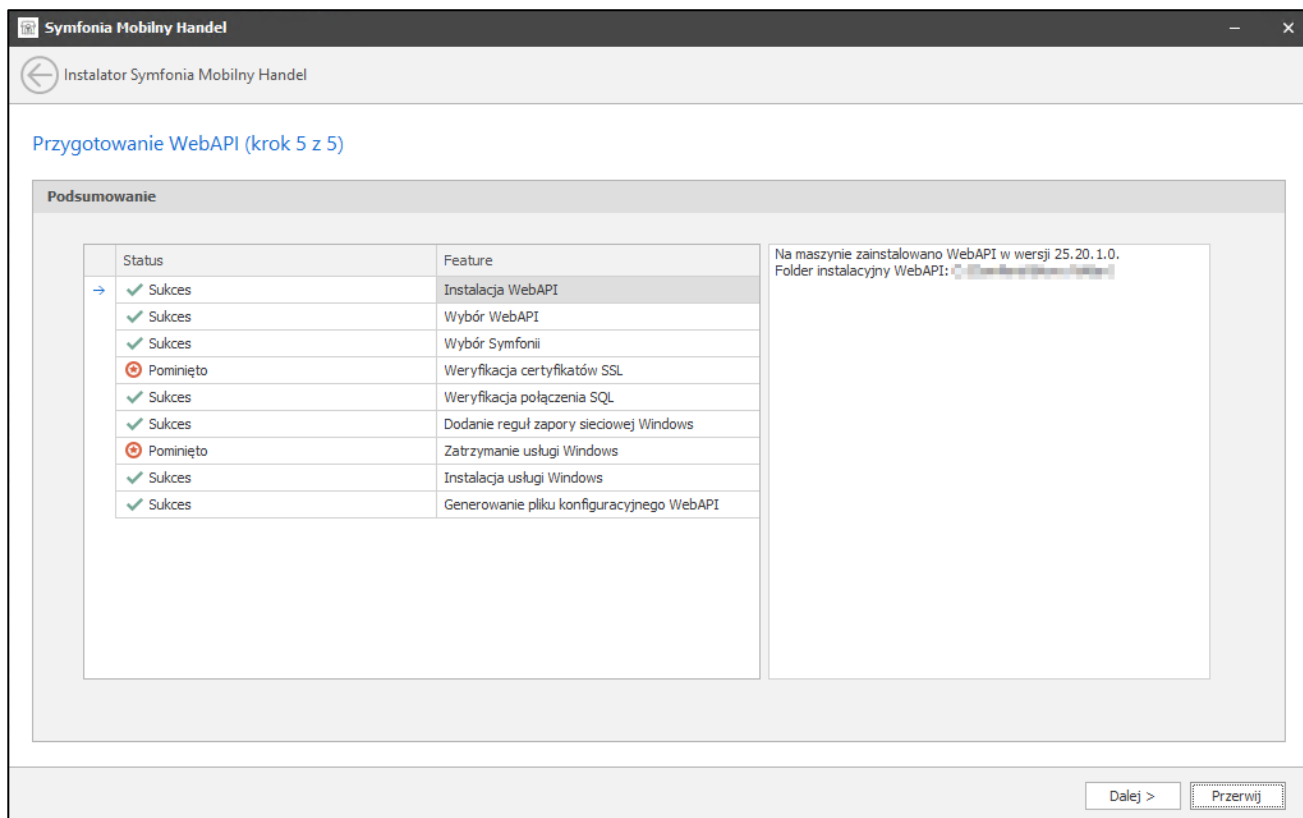 Symfonia Mobilny Handel
Instalator Symfonia Mobilny Handel
Przygotowanie WebAPI (krok 5 z 5)
Podsumowanie
Status Feature
Sukces Instalacja WebAPI
Sukces Wybór WebAPI
Sukces Wybór Symfonii
Pominięto Weryfikacja certyfikatów SSL
Sukces Weryfikacja połączenia SQL
Sukces Dodanie reguł zapory sieciowej Windows
Pominięto Zatrzymanie usługi Windows
Sukces Instalacja usługi Windows
Sukces Generowanie pliku konfiguracyjnego WebAPI
Na maszynie zainstalowano WebAPI w wersji 25.20.1.0.
Folder instalacyjny WebAPI:
Dalej >
Przerwij